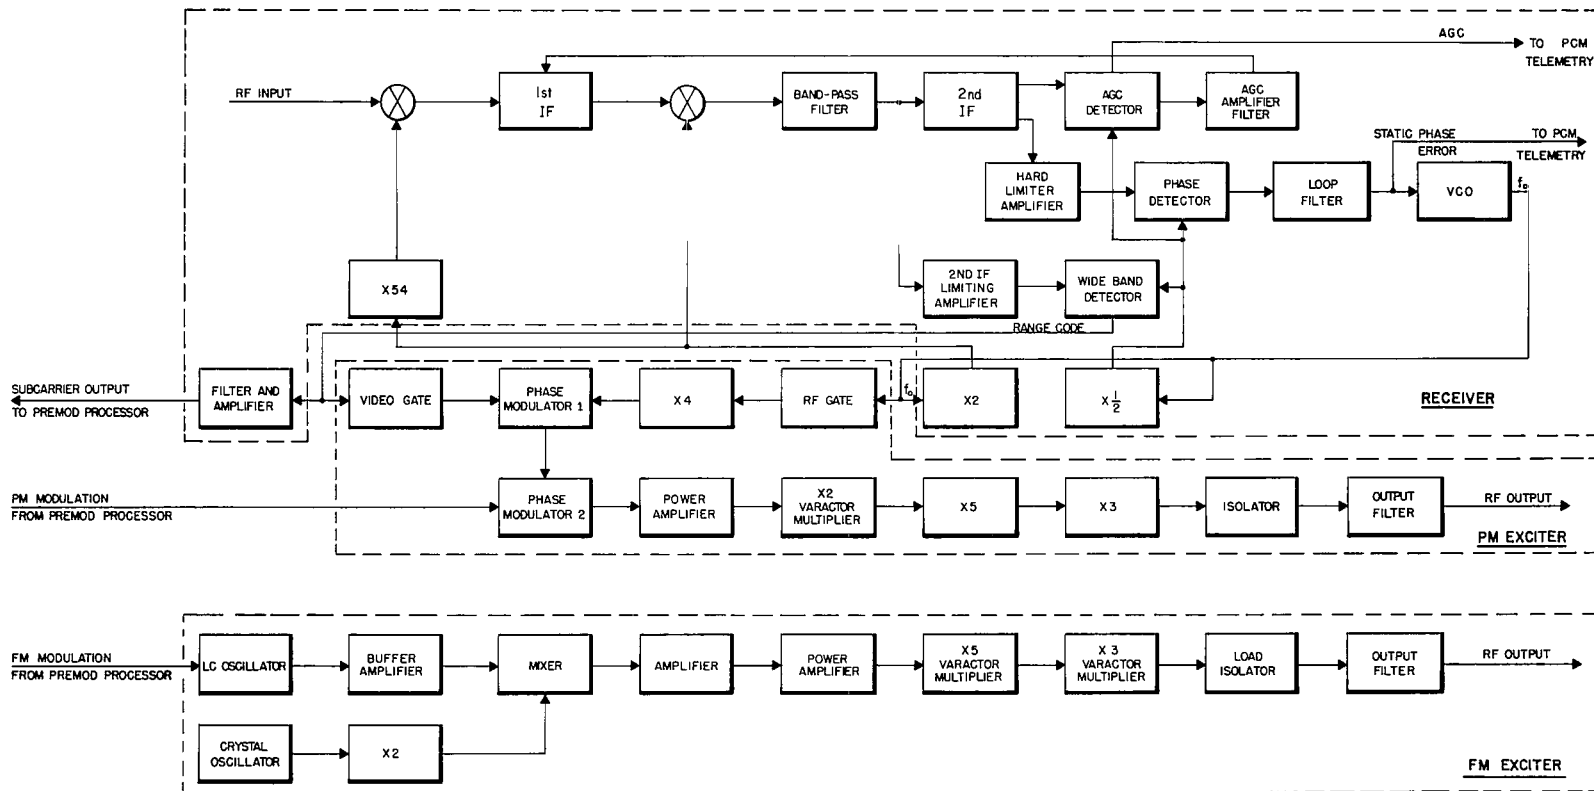 AGC
TO PCM
TELEMETRY
RF INPUT
1st
IF
BAND-PASS
FILTER
2nd
IF
AGC
DETECTOR
AGC
AMPLIFIER
FILTER
STATIC PHASE
ERROR
TO PCM
TELEMETRY
HARD
LIMITER
AMPLIFIER
PHASE
DETECTOR
LOOP
FILTER
VCO
fo
X54
2ND IF
LIMITING
AMPLIFIER
WIDE BAND
DETECTOR
RANGE CODE
SUBCARRIER OUTPUT
TO PREMOD PROCESSOR
FILTER AND
AMPLIFIER
VIDEO GATE
PHASE
MODULATOR 1
X4
RF GATE
fo
X2
X 1/2
RECEIVER
PM MODULATION
FROM PREMOD PROCESSOR
PHASE
MODULATOR 2
POWER
AMPLIFIER
X2
VARACTOR
MULTIPLIER
X5
X3
ISOLATOR
OUTPUT
FILTER
RF OUTPUT
PM EXCITER
FM MODULATION
FROM PREMOD PROCESSOR
LC OSCILLATOR
BUFFER
AMPLIFIER
MIXER
AMPLIFIER
POWER
AMPLIFIER
X5
VARACTOR
MULTIPLIER
X 3
VARACTOR
MULTIPLIER
LOAD
ISOLATOR
OUTPUT
FILTER
RF OUTPUT
CRYSTAL
OSCILLATOR
X2
FM EXCITER